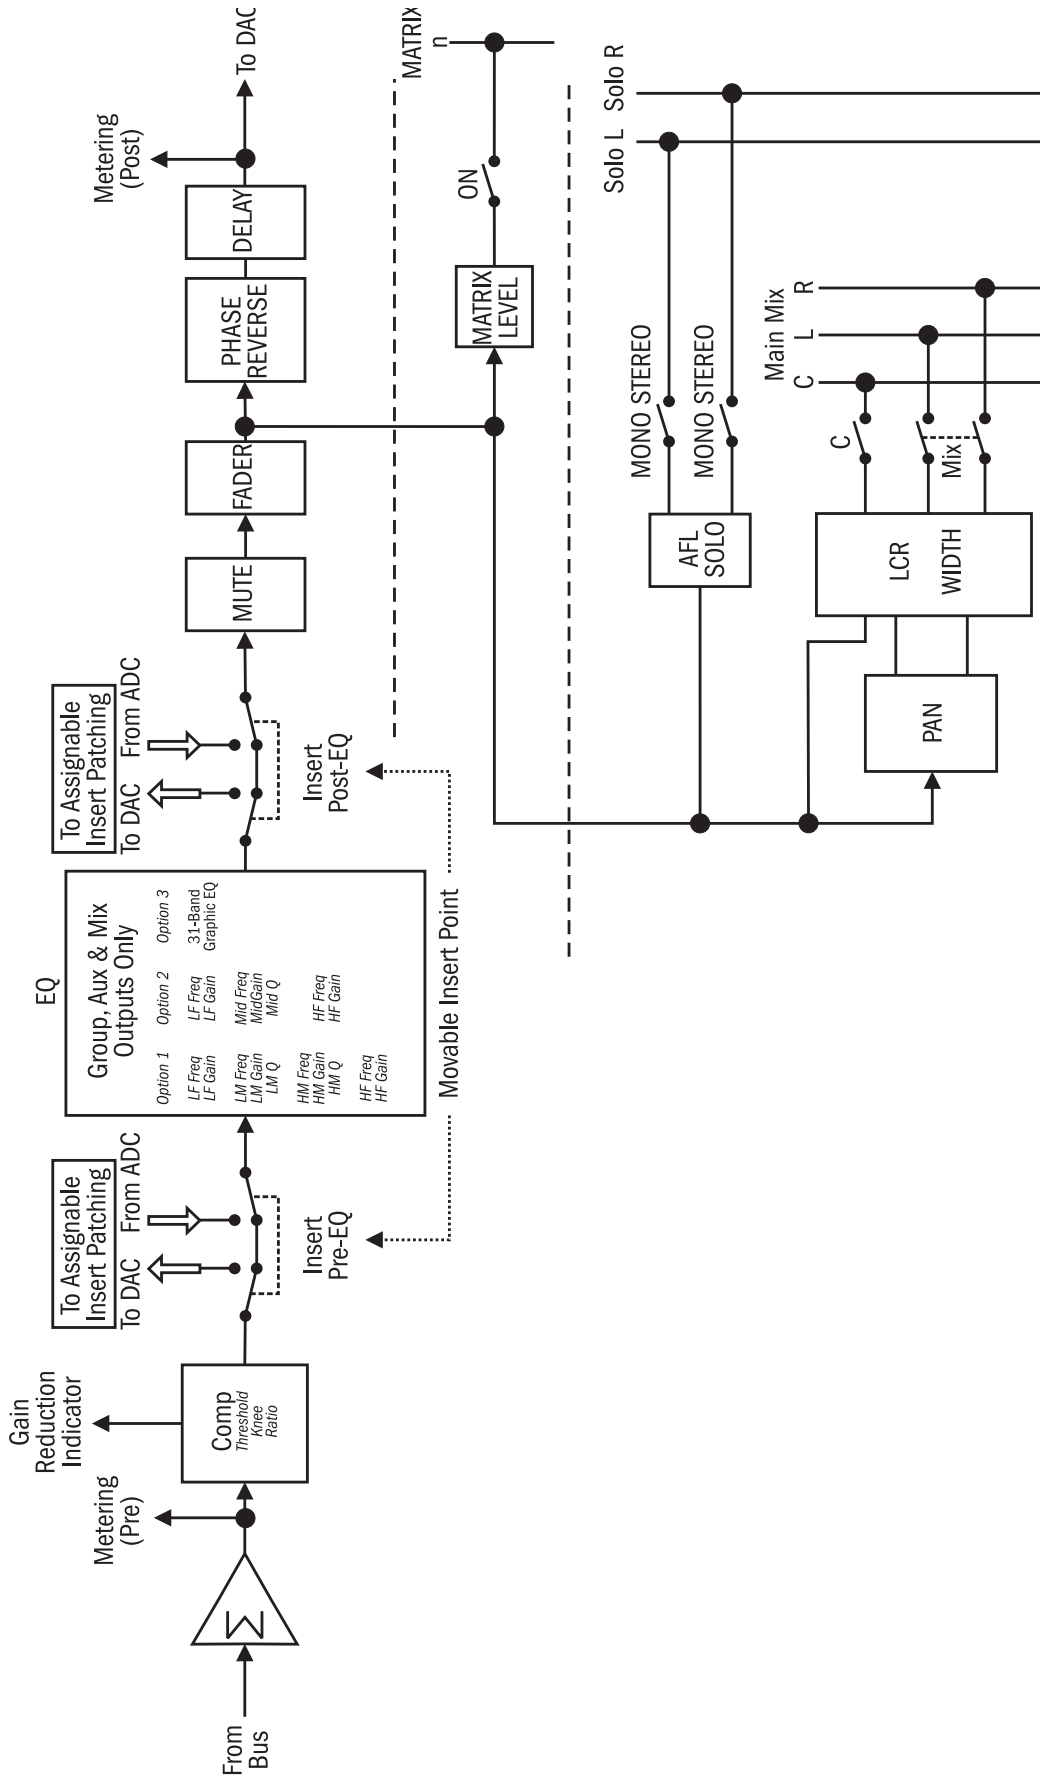 From
Bus
Σ
Metering
(Pre)
Gain
Reduction
Indicator
Comp
Threshold
Knee
Ratio
To Assignable
Insert Patching
To DAC
From ADC
Insert
Pre-EQ
EQ
Group, Aux & Mix
Outputs Only
Option 1
LF Freq
LF Gain
LM Freq
LM Gain
LM Q
HM Freq
HM Gain
HM Q
HF Freq
HF Gain
Option 2
LF Freq
LF Gain
Mid Freq
MidGain
Mid Q
HF Freq
HF Gain
Option 3
31-Band
Graphic EQ
Movable Insert Point
To Assignable
Insert Patching
To DAC
From ADC
Insert
Post-EQ
MUTE
FADER
PHASE
REVERSE
DELAY
Metering
(Post)
To DAC
MATRIX
LEVEL
ON
MATRIX
n
AFL
SOLO
MONO STEREO
MONO STEREO
Solo L
Solo R
PAN
LCR
WIDTH
C
Mix
Main Mix
C
L
R